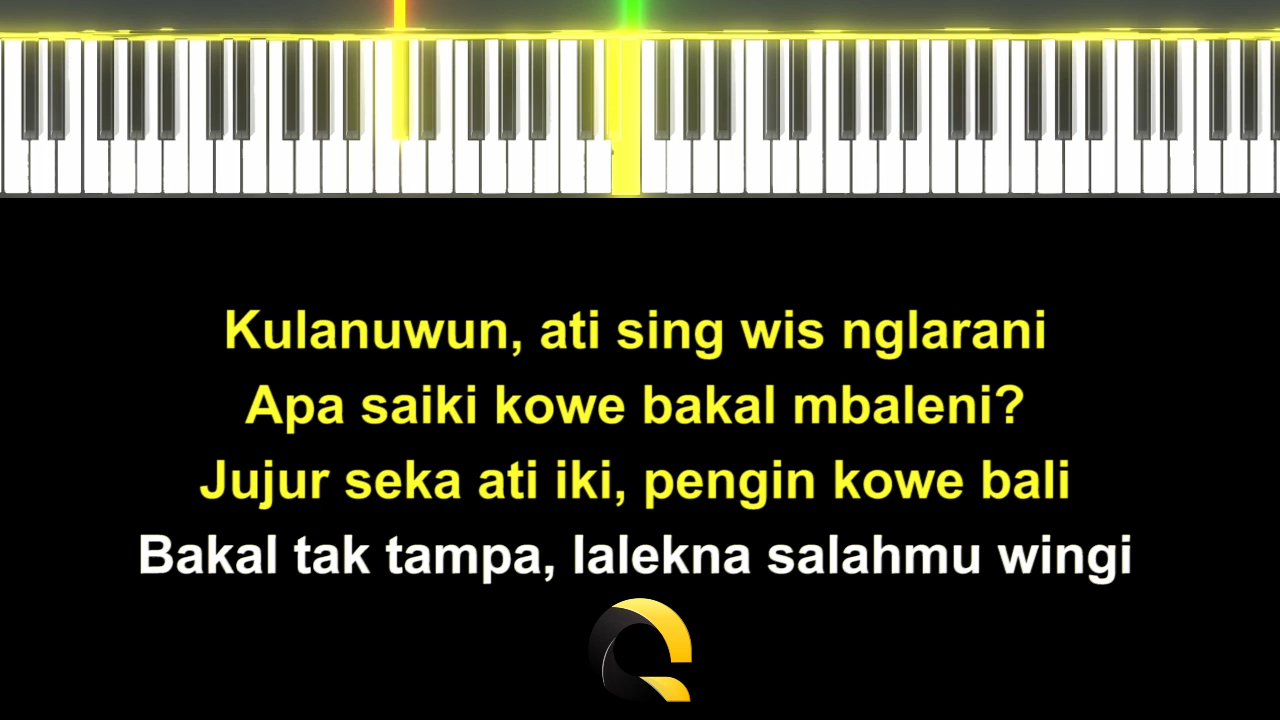 Kulanuwun, ati sing wis nglarani
Apa saiki kowe bakal mbaleni?
Jujur seka ati iki, pengin kowe bali
Bakal tak tampa, lalekna salahmu wingi